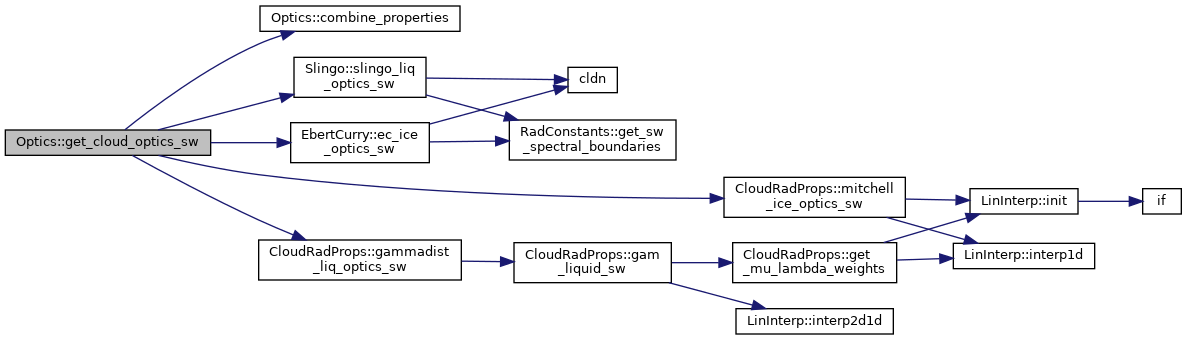 Optics::combine_properties
Slingo::slingo_liq
_optics_sw
cldn
EbertCurry::ec_ice
_optics_sw
RadConstants::get_sw
_spectral_boundaries
Optics::get_cloud_optics_sw
CloudRadProps::mitchell
_ice_optics_sw
LinInterp::init
if
CloudRadProps::gammadist
_liq_optics_sw
CloudRadProps::gam
_liquid_sw
CloudRadProps::get
_mu_lambda_weights
LinInterp::interp1d
LinInterp::interp2d1d